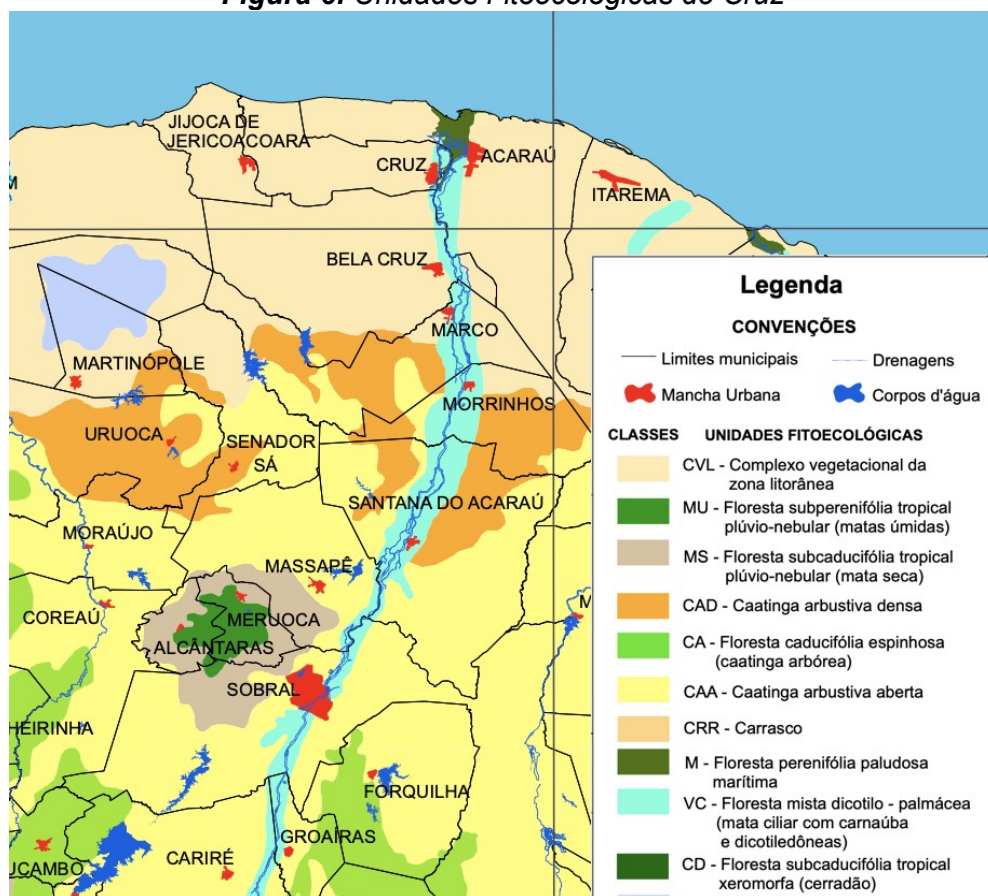 Figura 6. Unidades Fitoecológicas de Cruz
JIJOCA DE
JERICOACOARA
CRUZ
ACARAÚ
ITAREMA
M
BELA CRUZ
MARCO
MARTINÓPOLE
MORRINHOS
URUOCA
SENADOR
SÁ
SANTANA DO ACARAÚ
MORAÚJO
MASSAPÊ
COREAÚ
MERUOCA
ALCÂNTARAS
SOBRAL
HEIRINHA
FORQUILHA
GROAÍRAS
UCAMBO
CARIRÉ
M
Legenda
CONVENÇÕES
Limites municipais
Drenagens
Mancha Urbana
Corpos d'água
CLASSES UNIDADES FITOECOLÓGICAS
CVL - Complexo vegetacional da
zona litorânea
MU - Floresta subperenifólia tropical
plúvio-nebular (matas úmidas)
MS - Floresta subcaducifólia tropical
plúvio-nebular (mata seca)
CAD - Caatinga arbustiva densa
CA - Floresta caducifólia espinhosa
(caatinga arbórea)
CAA - Caatinga arbustiva aberta
CRR - Carrasco
M - Floresta perenifólia paludosa
marítima
VC - Floresta mista dicotilo - palmácea
(mata ciliar com carnaúba
e dicotiledôneas)
CD - Floresta subcaducifólia tropical
xeromorfa (cerradão)